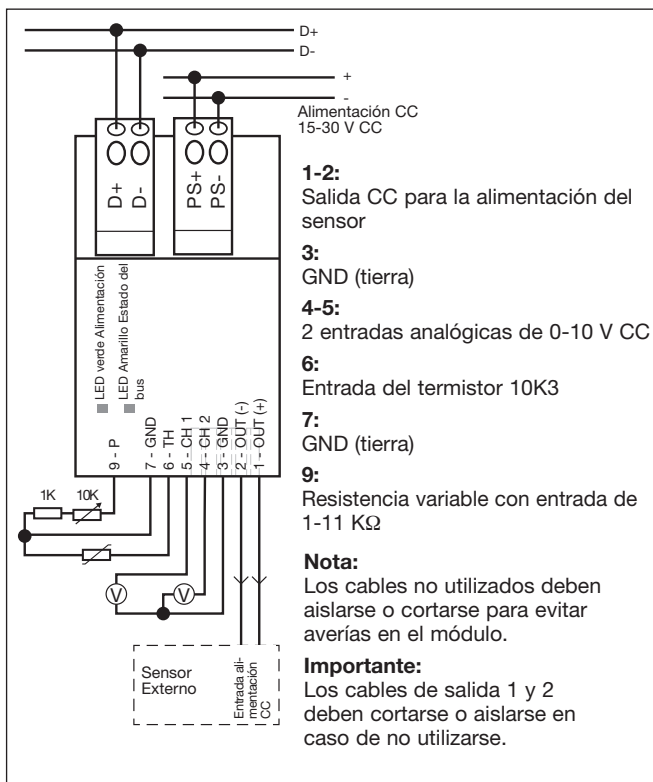 D+
D-
+
-
Alimentación CC
15-30 V CC
D+
D-
PS+
PS-
LED verde Alimentación
LED Amarillo Estado del
bus
9 - P
7 - GND
6 - TH
5 - CH 1
4 - CH 2
3 - GND
2 - OUT (-)
1 - OUT (+)
1K
10K
V
V
Sensor
Externo
Entrada ali-
mentación
CC
1-2:
Salida CC para la alimentación del
sensor
3:
GND (tierra)
4-5:
2 entradas analógicas de 0-10 V CC
6:
Entrada del termistor 10K3
7:
GND (tierra)
9:
Resistencia variable con entrada de
1-11 KΩ
Nota:
Los cables no utilizados deben
aislarse o cortarse para evitar
averías en el módulo.
Importante:
Los cables de salida 1 y 2
deben cortarse o aislarse en
caso de no utilizarse.